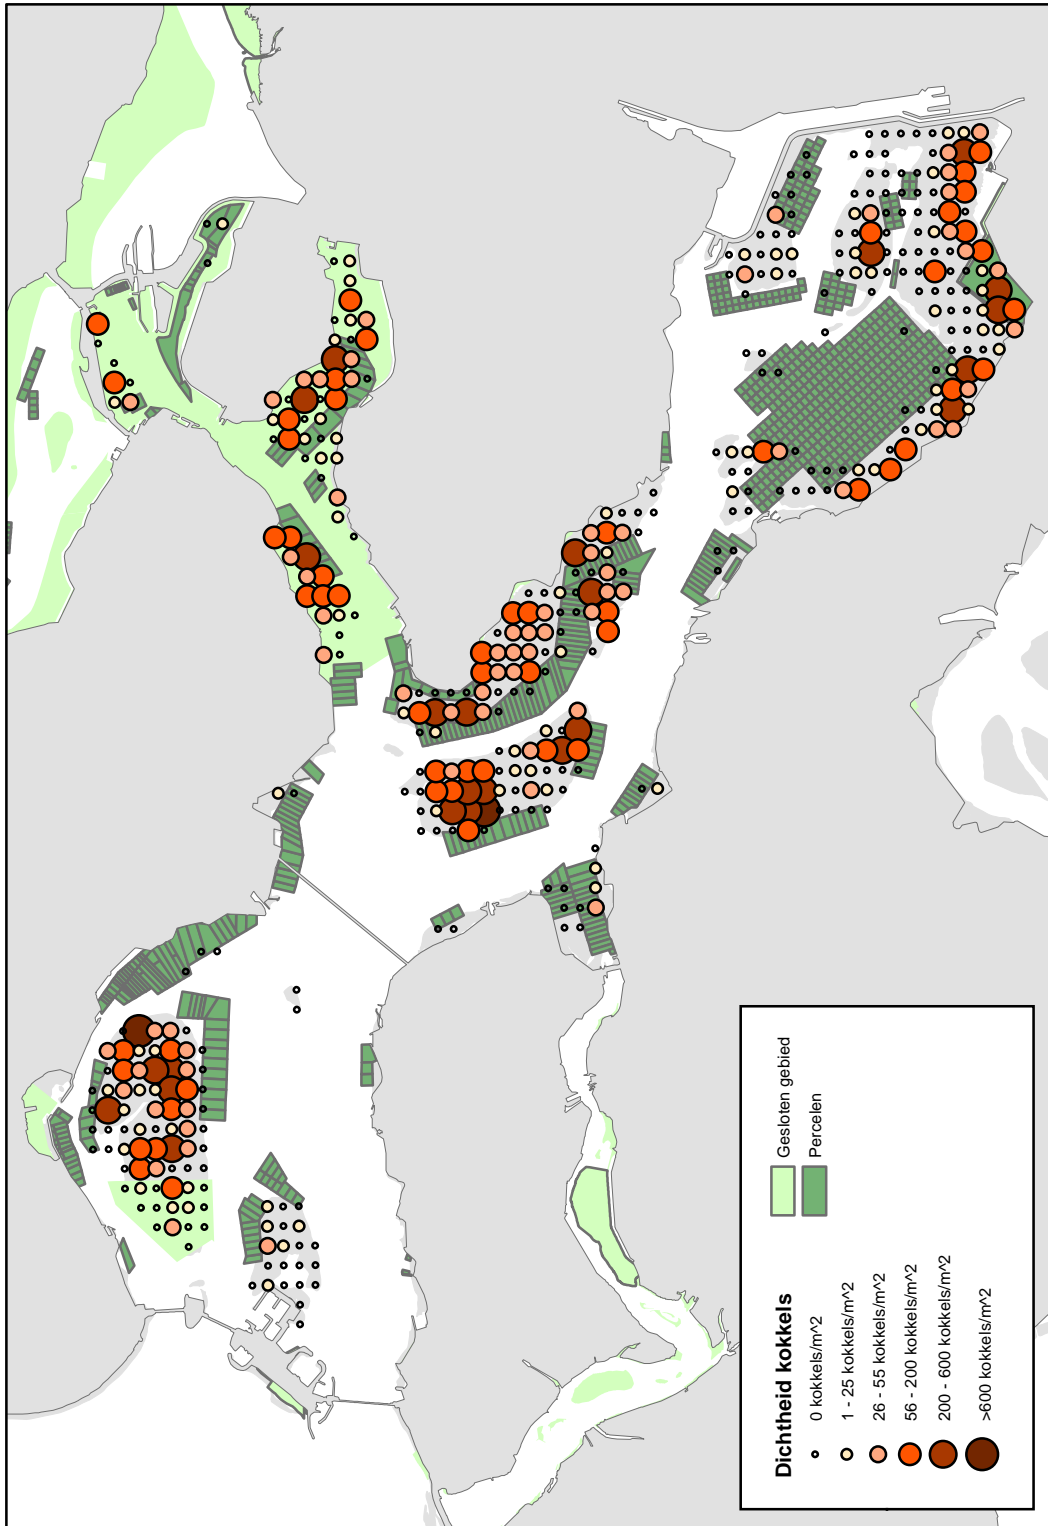 Dichtheid kokkels
0 kokkels/m^2
1 - 25 kokkels/m^2
26 - 55 kokkels/m^2
56 - 200 kokkels/m^2
200 - 600 kokkels/m^2
>600 kokkels/m^2
Gesloten gebied
Percelen